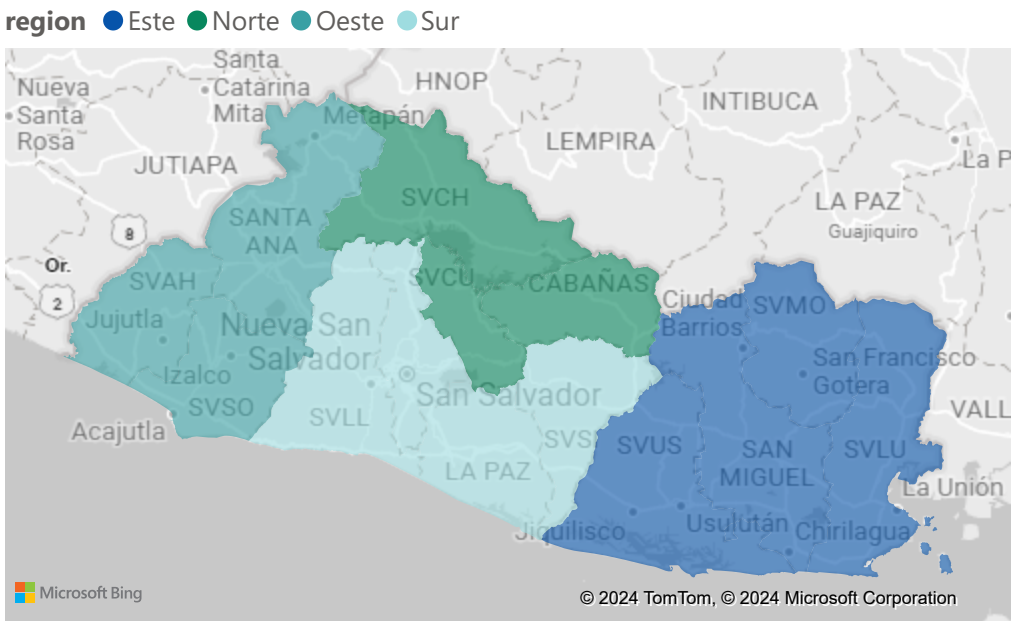 region Este Norte Oeste Sur
Santa
Catarina
Mita
Nueva
Santa
Rosa
HNOP
INTIBUCA
Metapán
LEMPIRA
La P
JUTIAPA
SVCH
LA PAZ
Guajiquiro
SANTA
ANA
8
Or.
2
SVAH
SVCU
CABAÑAS
Ciudad
Barrios
SVMO
Jujutla
Nueva San
Salvador
San Francisco
Gotera
Izalco
San Salvador
SVSO
SVLL
VALL
Acajutla
SVS
SVUS
SAN
MIGUEL
SVLU
LA PAZ
La Unión
Jiquilisco
Usulután
Chirilagua
Microsoft Bing
© 2024 TomTom, © 2024 Microsoft Corporation